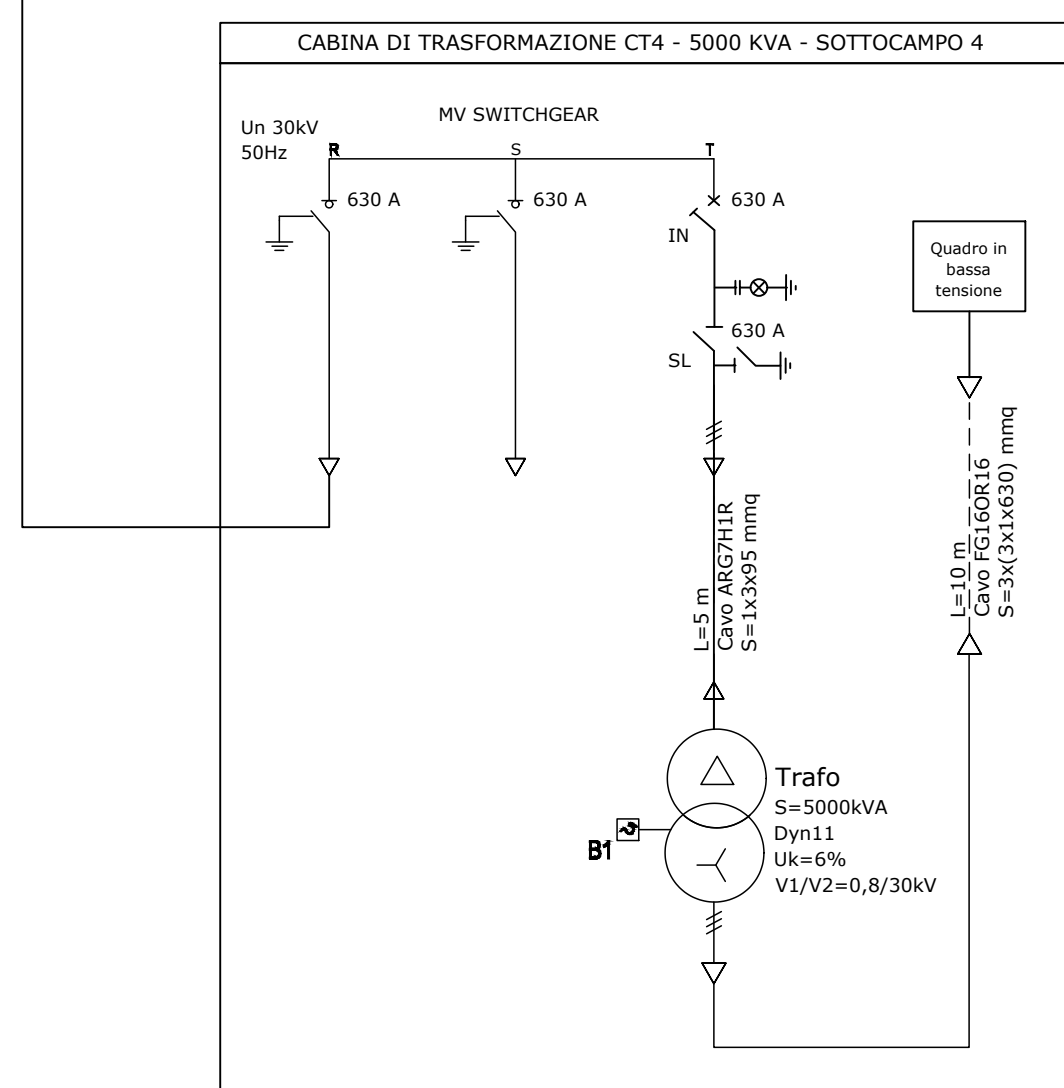 CABINA DI TRASFORMAZIONE CT4 - 5000 KVA - SOTTOCAMPO 4
MV SWITCHGEAR
Un 30kV
50Hz
R
S
T
630 A
630 A
630 A
IN
630 A
SL
Quadro in
bassa
tensione
L=5 m
Cavo ARG7H1R
S=1x3x95 mmq
L=10 m
Cavo FG16OR16
S=3x(3x1x630) mmq
Trafo
S=5000kVA
Dyn11
Uk=6%
V1/V2=0,8/30kV
B1